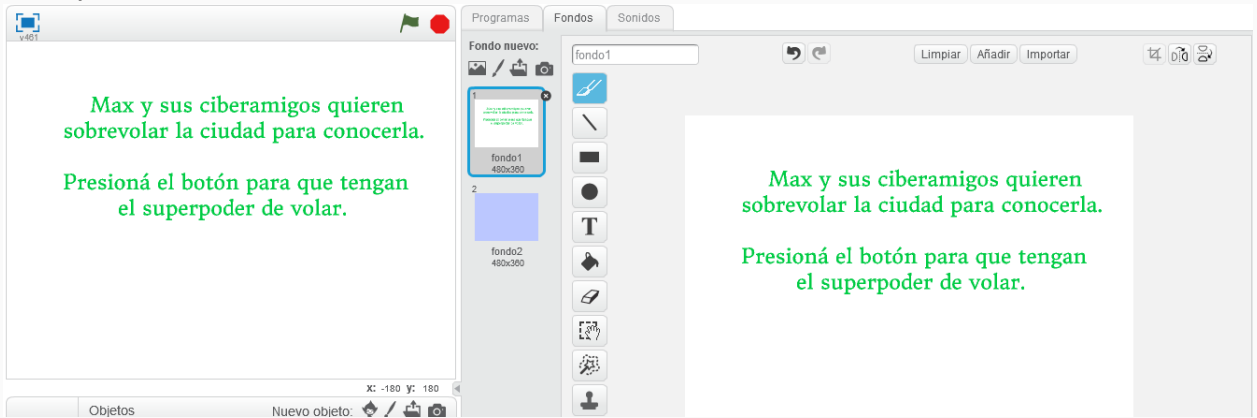 v461
Max y sus ciberamigos quieren
sobrevolar la ciudad para conocerla.
Presioná el botón para que tengan
el superpoder de volar.
X: -180 y: 180
Objetos
Nuevo objeto:
Programas
Fondos
Sonidos
Fondo nuevo:
1
fondo1
480x360
2
fondo2
480x360
fondo1
Limpiar
Añadir
Importar
T
Max y sus ciberamigos quieren
sobrevolar la ciudad para conocerla.
Presioná el botón para que tengan
el superpoder de volar.